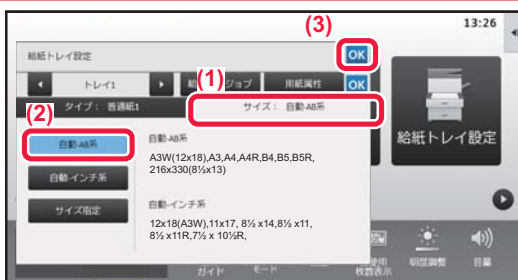 (3)
13:26
給紙トレイ設定
OK
トレイ1
(1)
ジョブ
用紙属性
OK
(2)
タイプ： 普通紙1
サイズ： 自動-AB系
自動-AB系
自動-AB系
A3W(12x18),A3,A4,A4R,B4,B5,B5R,
216x330(8½x13)
自動-インチ系
サイズ指定
自動-インチ系
12x18(A3W),11x17, 8½ x14,8½ x11,
8½ x11R,7½ x 10½R,
給紙トレイ設定
ガイド
モード
枚数表示
明度調整
音量